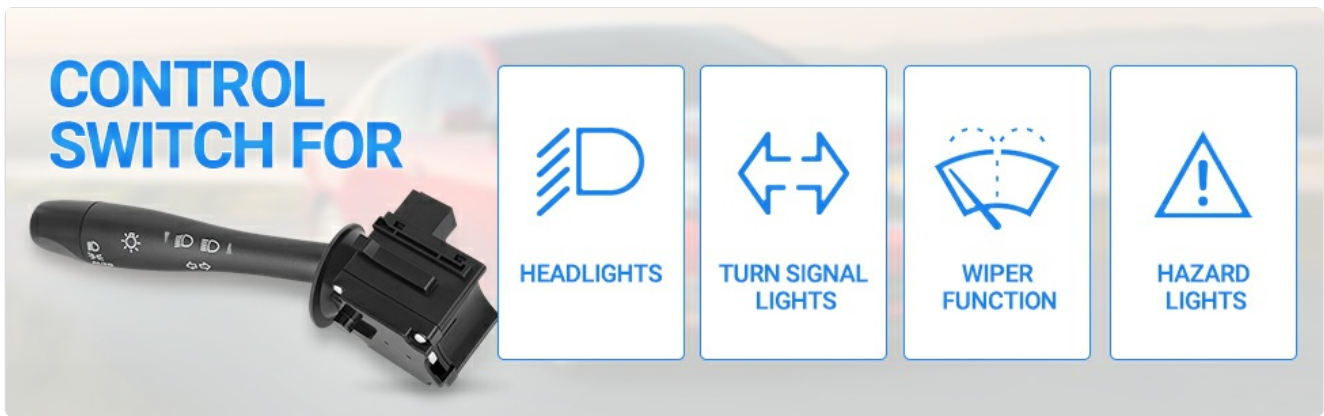 CONTROL
SWITCH FOR
HEADLIGHTS
TURN SIGNAL
LIGHTS
WIPER
FUNCTION
HAZARD
LIGHTS